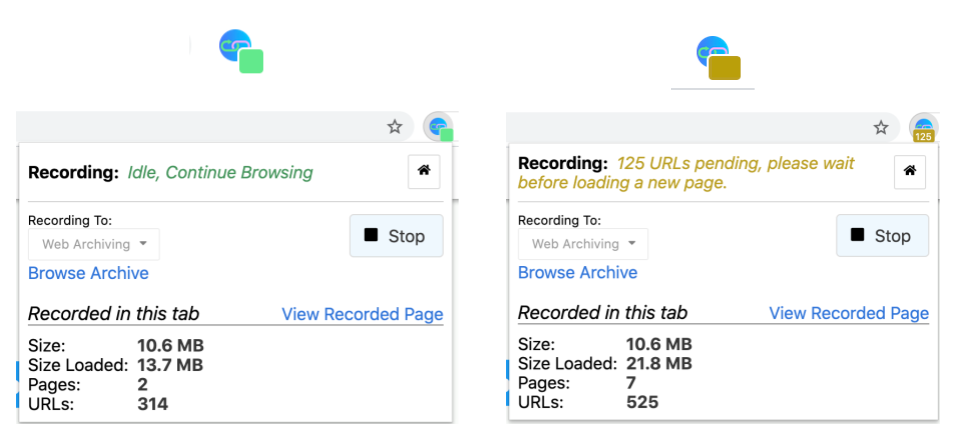 Recording: Idle, Continue Browsing
Recording To:
Web Archiving
Stop
Browse Archive
Recorded in this tab View Recorded Page
Size: 10.6 MB
Size Loaded: 13.7 MB
Pages: 2
URLs: 314
125
Recording: 125 URLs pending, please wait
before loading a new page.
Recording To:
Web Archiving
Stop
Browse Archive
Recorded in this tab View Recorded Page
Size: 10.6 MB
Size Loaded: 21.8 MB
Pages: 7
URLs: 525